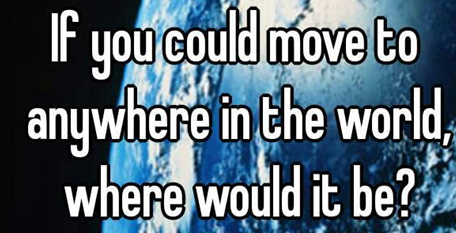 If you could move to
anywhere in the world,
where would it be?